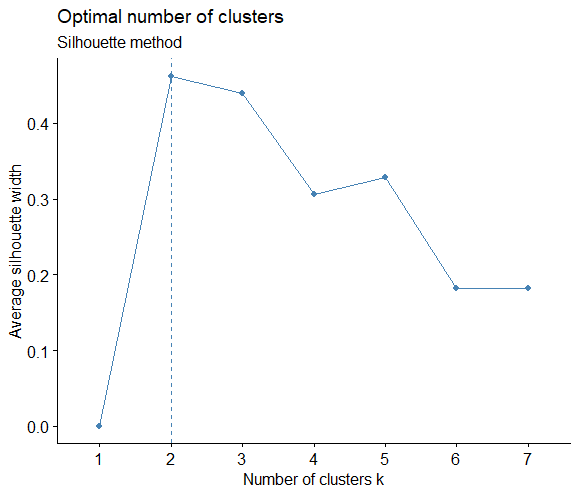 Optimal number of clusters
Silhouette method
Average silhouette width
0.4
0.3
0.2
0.1
0.0
1 2 3 4 5 6 7
Number of clusters k